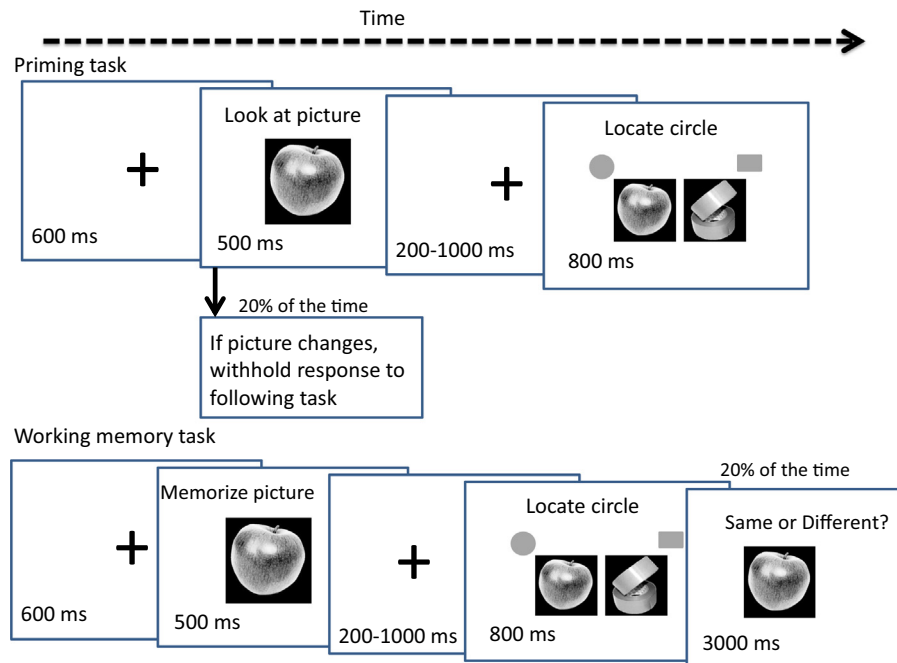 Time
Priming task
600 ms
Look at picture
500 ms
200-1000 ms
Locate circle
800 ms
20% of the time
If picture changes,
withhold response to
following task
Working memory task
600 ms
Memorize picture
500 ms
200-1000 ms
Locate circle
800 ms
20% of the time
Same or Different?
3000 ms